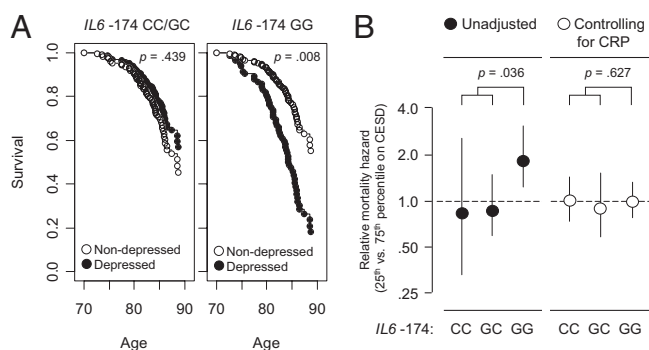 A
IL6 -174 CC/GC
IL6 -174 GG
p = .439
p = .008
Survival
1.0
0.8
0.6
0.4
0.2
0.0
Non-depressed
Depressed
Non-depressed
Depressed
70 80 90
70 80 90
Age
Age
B
Unadjusted
Controlling
for CRP
p = .036
p = .627
Relative mortality hazard
(25th vs. 75th percentile on CESD)
4.0
2.0
1.0
.50
.25
IL6 -174: CC GC GG CC GC GG